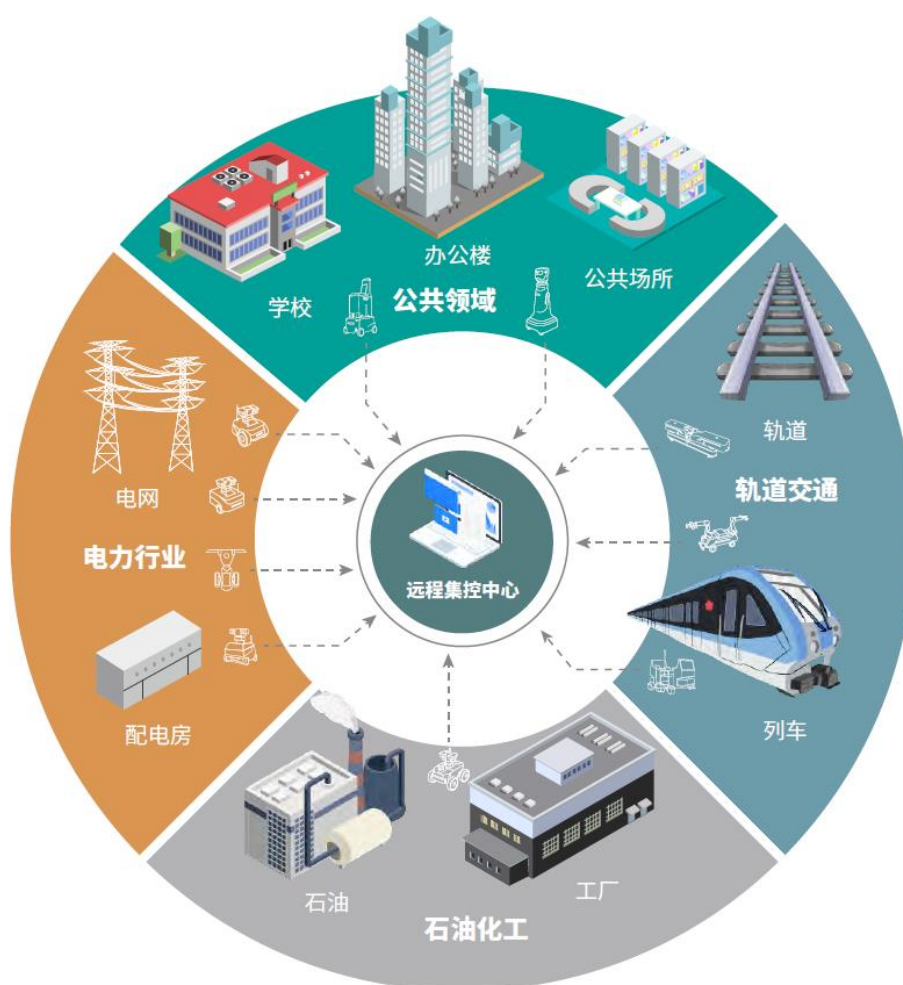 办公楼
公共场所
学校
公共领域
轨道
轨道交通
列车
电网
电力行业
配电房
远程集控中心
石油
工厂
石油化工